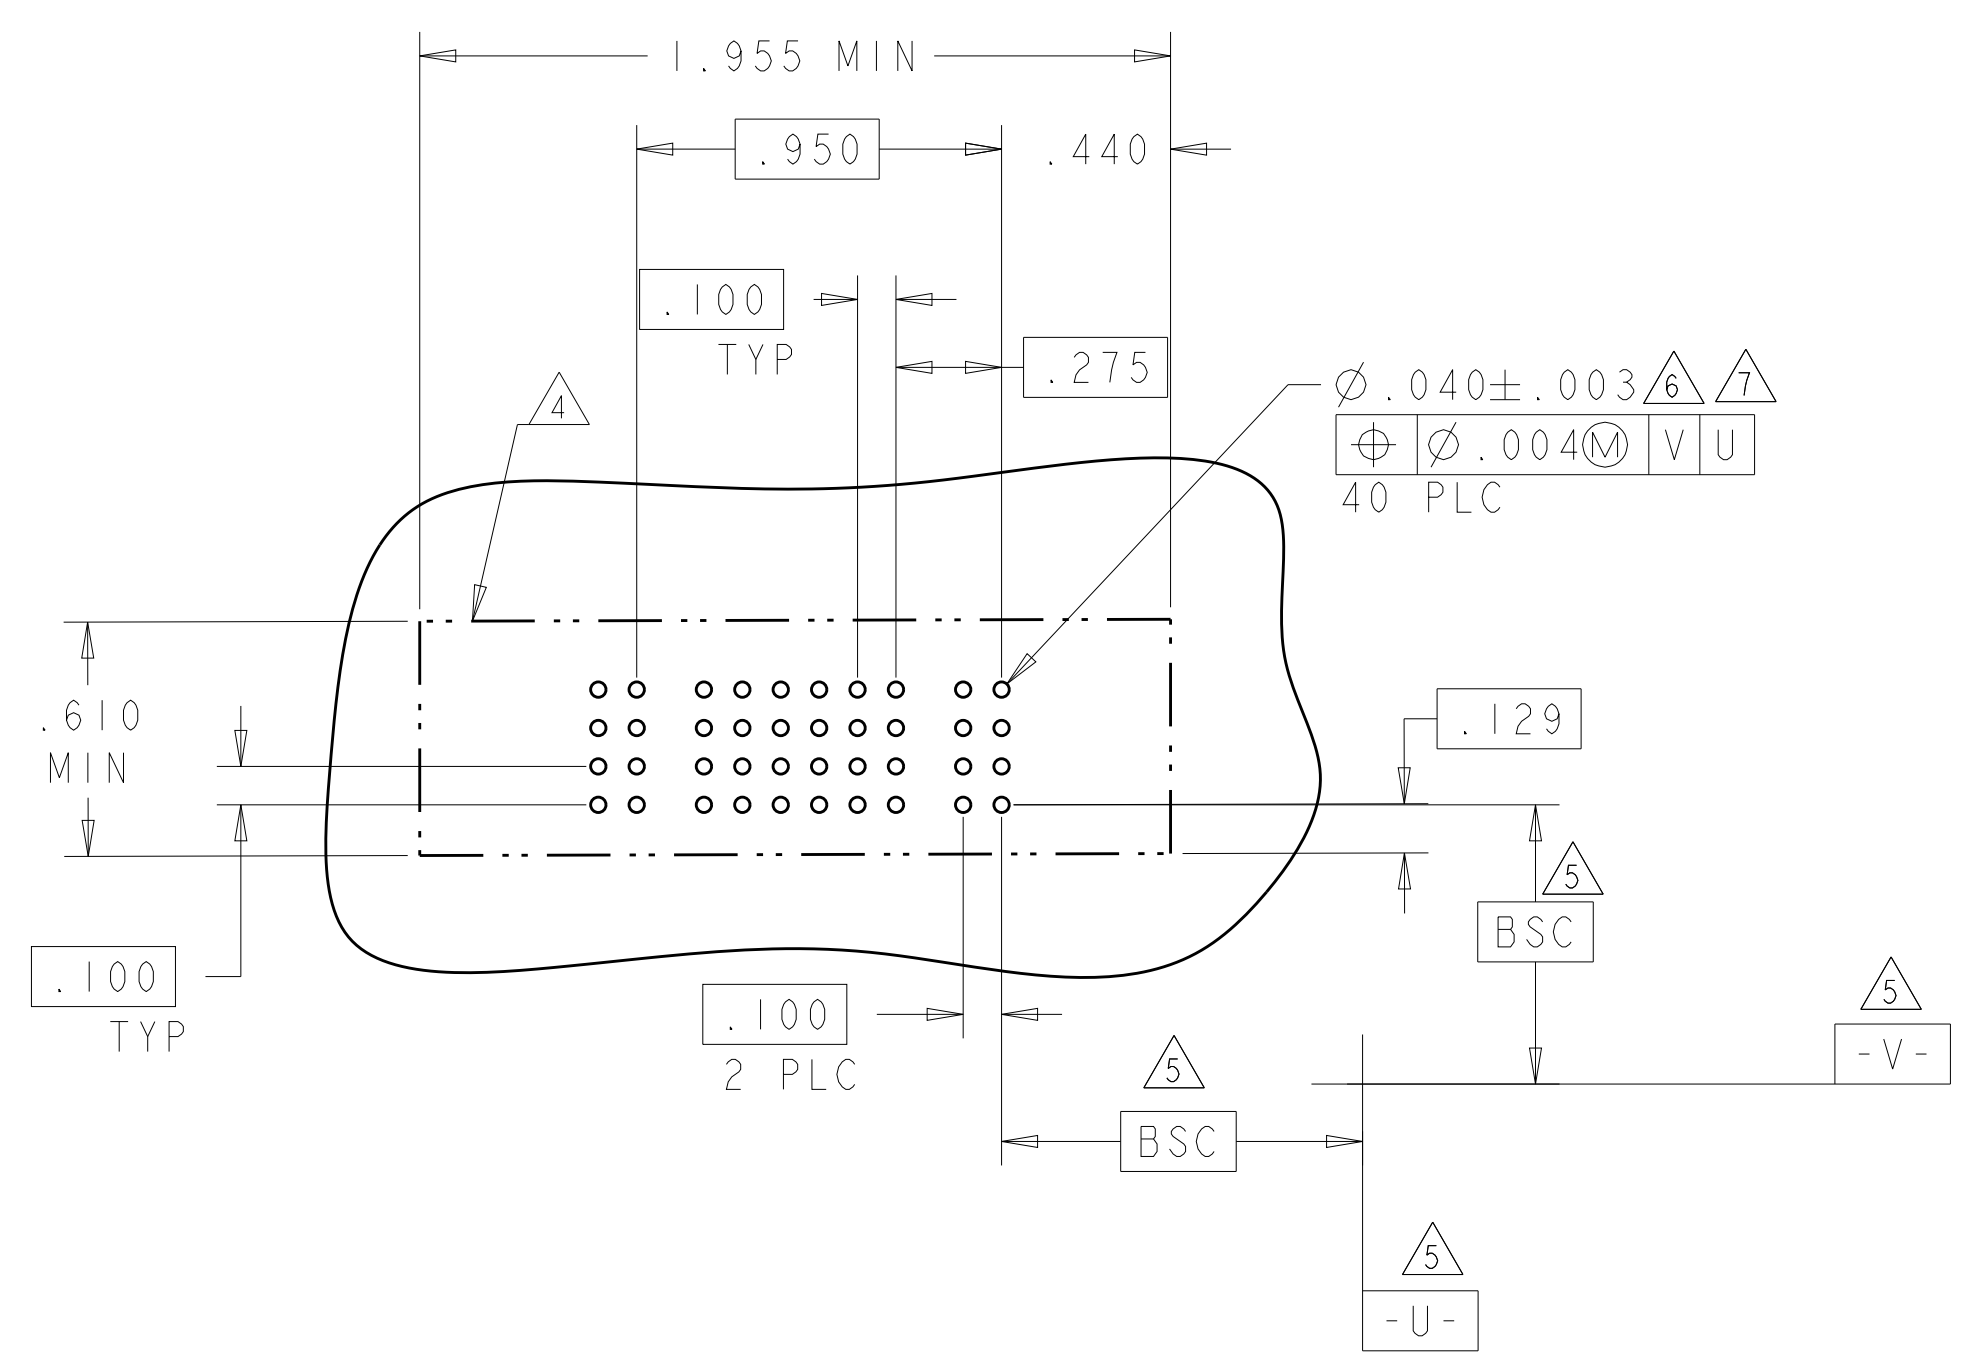 1.955 MIN
.950
.440
.100
TYP
.275
4
⌀.040±.003 6 7
⌖ ⌀.004Ⓜ V U
40 PLC
.610
MIN
.129
5
BSC
.100
TYP
.100
2 PLC
5
-V-
5
BSC
5
-U-